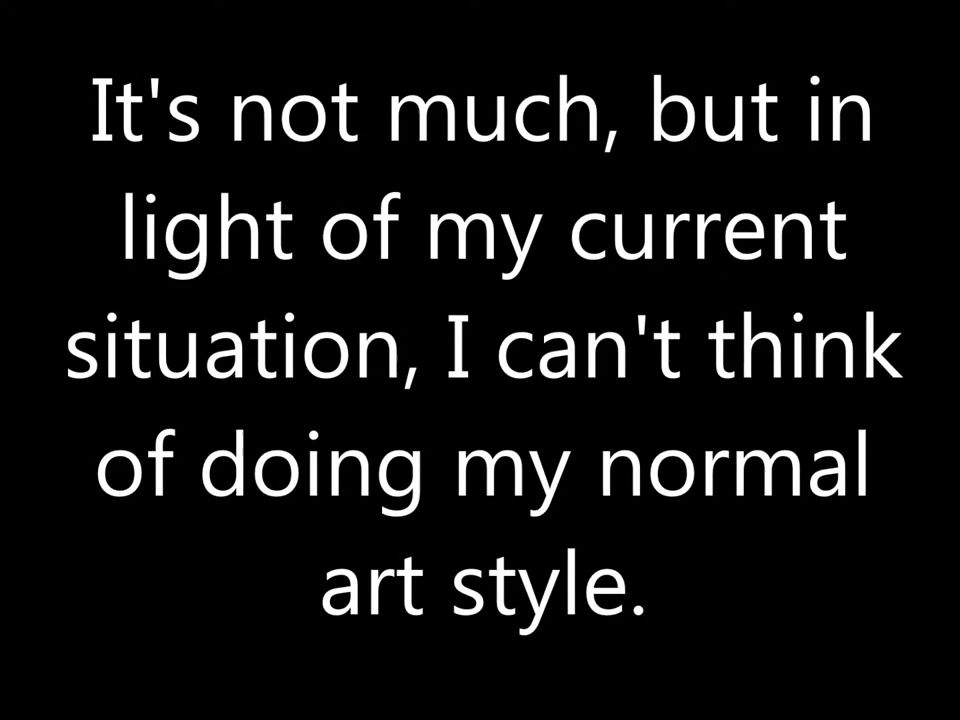 It's not much, but in
light of my current
situation, I can't think
of doing my normal
art style.